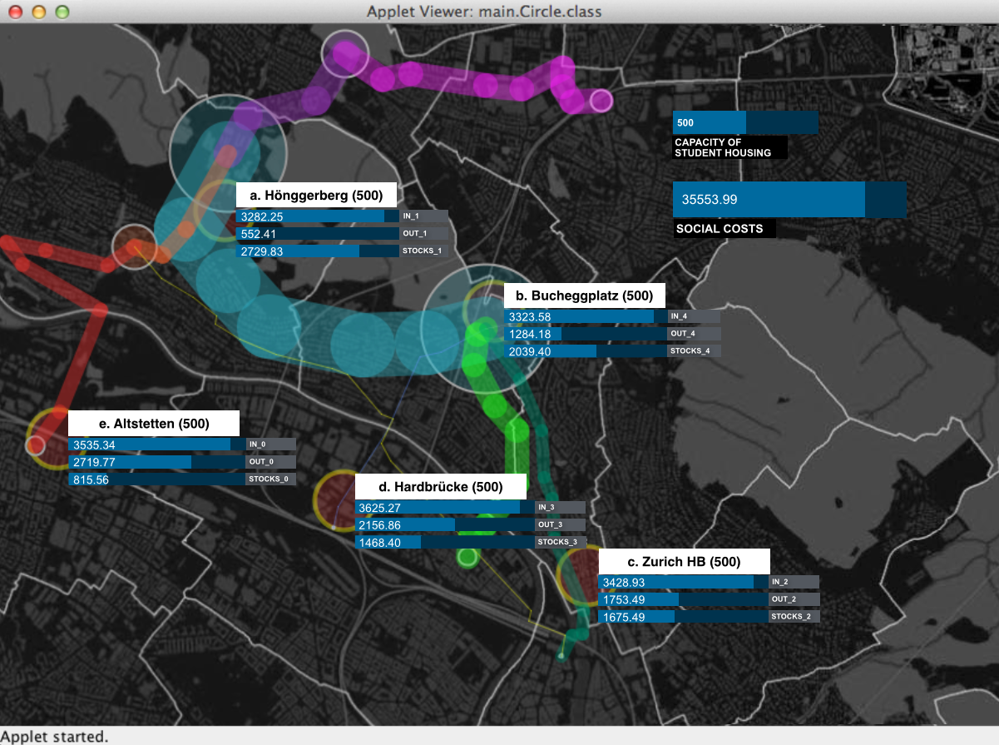 Applet Viewer: main.Circle.class
500
CAPACITY OF
STUDENT HOUSING
35553.99
SOCIAL COSTS
a. Hönggerberg (500)
3282.25 IN_1
552.41 OUT_1
2729.83 STOCKS_1
b. Bucheggplatz (500)
3323.58 IN_4
1284.18 OUT_4
2039.40 STOCKS_4
e. Altstetten (500)
3535.34 IN_0
2719.77 OUT_0
815.56 STOCKS_0
d. Hardbrücke (500)
3625.27 IN_3
2156.86 OUT_3
1468.40 STOCKS_3
c. Zurich HB (500)
3428.93 IN_2
1753.49 OUT_2
1675.49 STOCKS_2
Applet started.